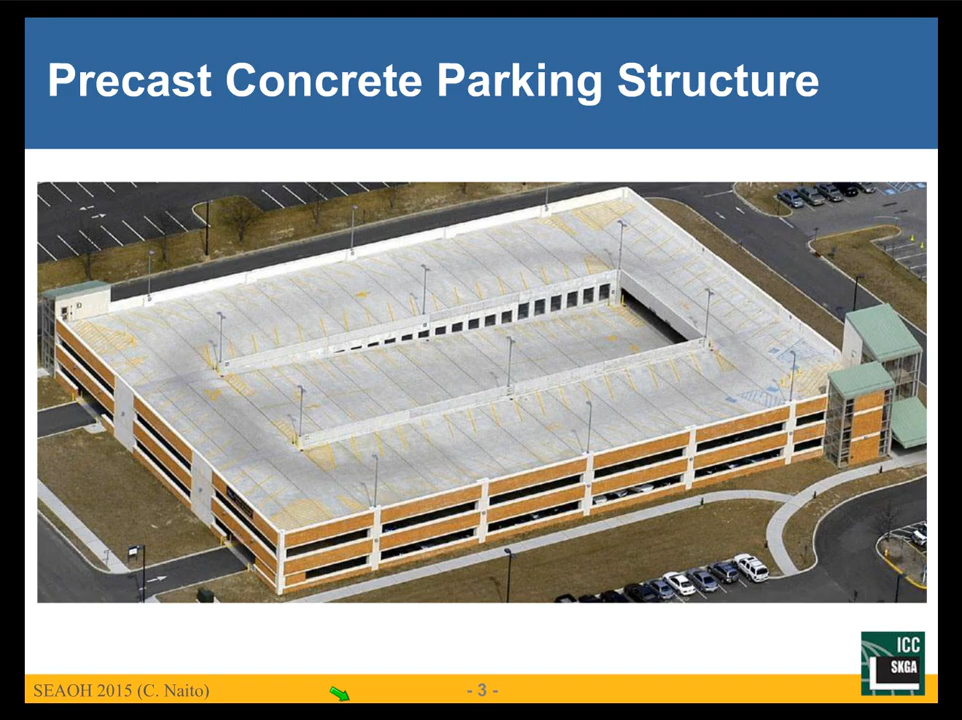 Precast Concrete Parking Structure
ICC
SKGA
SEAOH 2015 (C. Naito)
- 3 -